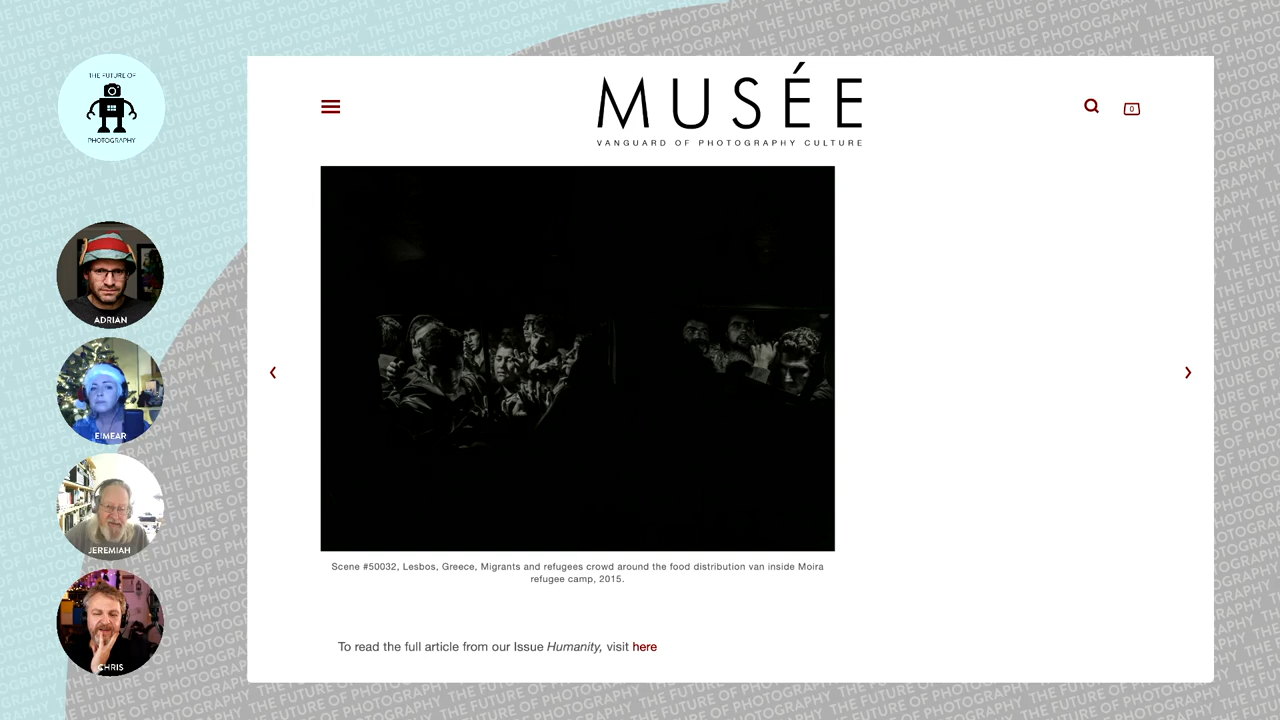 THE FUTURE OF
PHOTOGRAPHY
ADRIAN
EIMEAR
JEREMIAH
CHRIS
MUSÉE
VANGUARD OF PHOTOGRAPHY CULTURE
0
Scene #50032, Lesbos, Greece, Migrants and refugees crowd around the food distribution van inside Moira
refugee camp, 2015.
To read the full article from our Issue Humanity, visit here